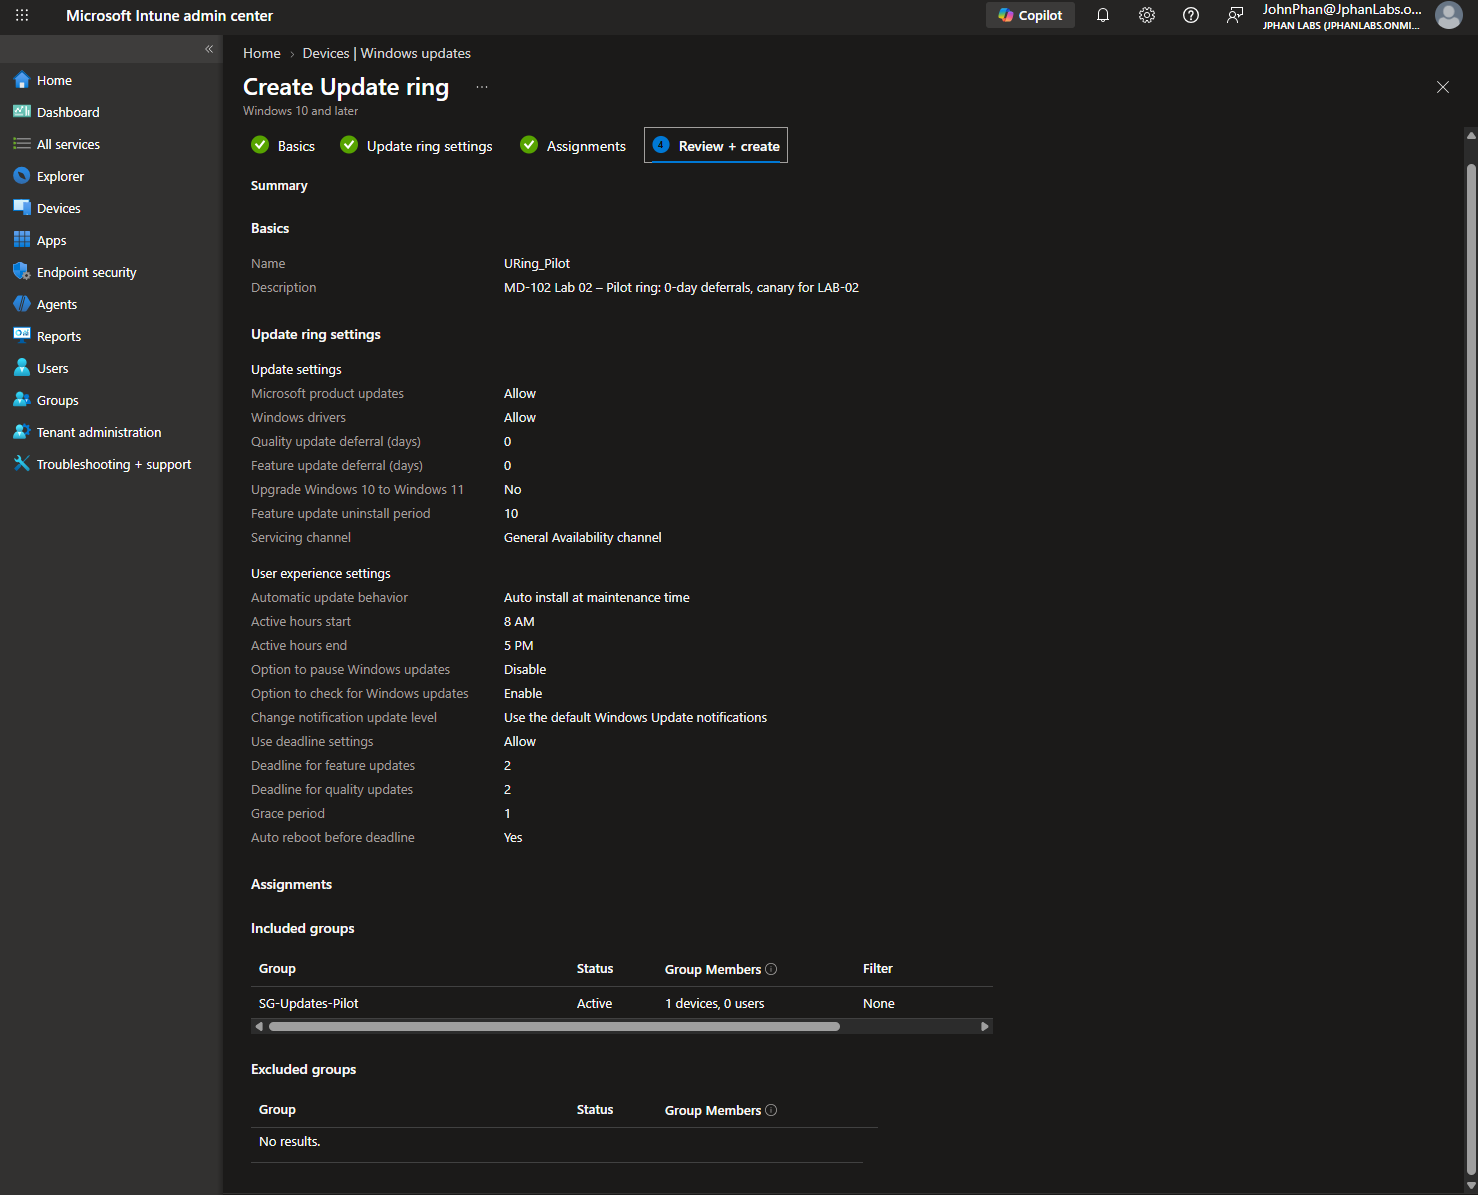 Microsoft Intune admin center
Copilot
JohnPhan@JphanLabs.o...
JPHAN LABS (JPHANLABS.ONMI...
Home
Dashboard
All services
Explorer
Devices
Apps
Endpoint security
Agents
Reports
Users
Groups
Tenant administration
Troubleshooting + support
Home > Devices | Windows updates
Create Update ring ...
Windows 10 and later
Basics
Update ring settings
Assignments
4 Review + create
Summary
Basics
Name URing_Pilot
Description MD-102 Lab 02 – Pilot ring: 0-day deferrals, canary for LAB-02
Update ring settings
Update settings
Microsoft product updates Allow
Windows drivers Allow
Quality update deferral (days) 0
Feature update deferral (days) 0
Upgrade Windows 10 to Windows 11 No
Feature update uninstall period 10
Servicing channel General Availability channel
User experience settings
Automatic update behavior Auto install at maintenance time
Active hours start 8 AM
Active hours end 5 PM
Option to pause Windows updates Disable
Option to check for Windows updates Enable
Change notification update level Use the default Windows Update notifications
Use deadline settings Allow
Deadline for feature updates 2
Deadline for quality updates 2
Grace period 1
Auto reboot before deadline Yes
Assignments
Included groups
Group Status Group Members Filter
SG-Updates-Pilot Active 1 devices, 0 users None
Excluded groups
Group Status Group Members
No results.